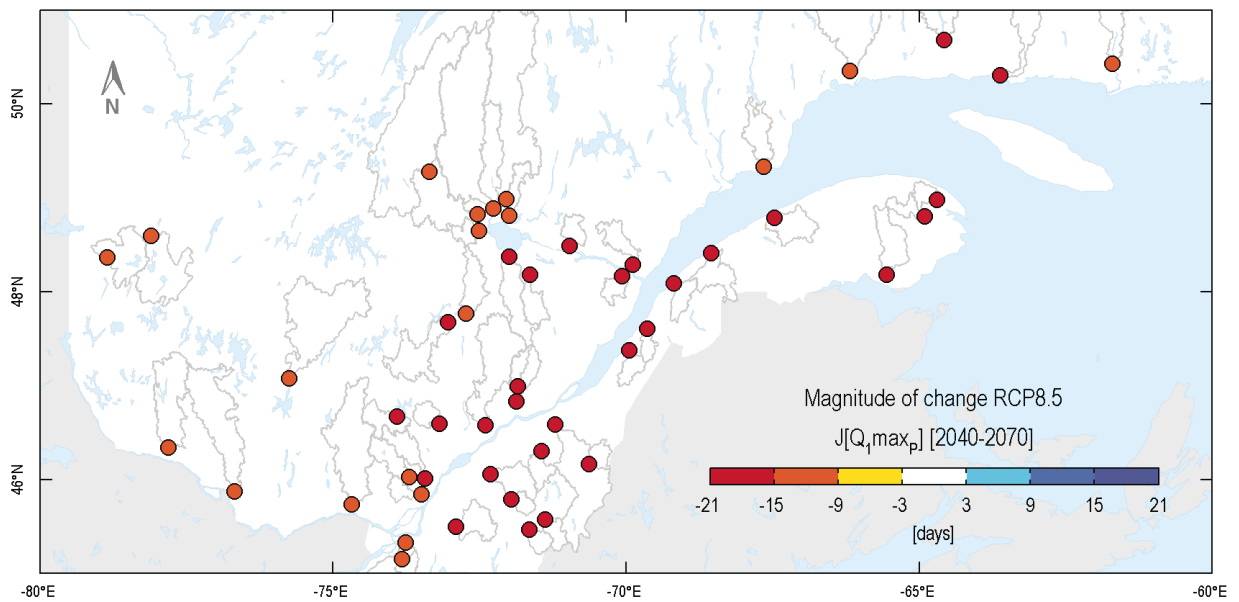 50°N
N
48°N
Magnitude of change RCP8.5
J[Q1maxp] [2040-2070]
46°N
-21 -15 -9 -3 3 9 15 21
[days]
-80°E -75°E -70°E -65°E -60°E